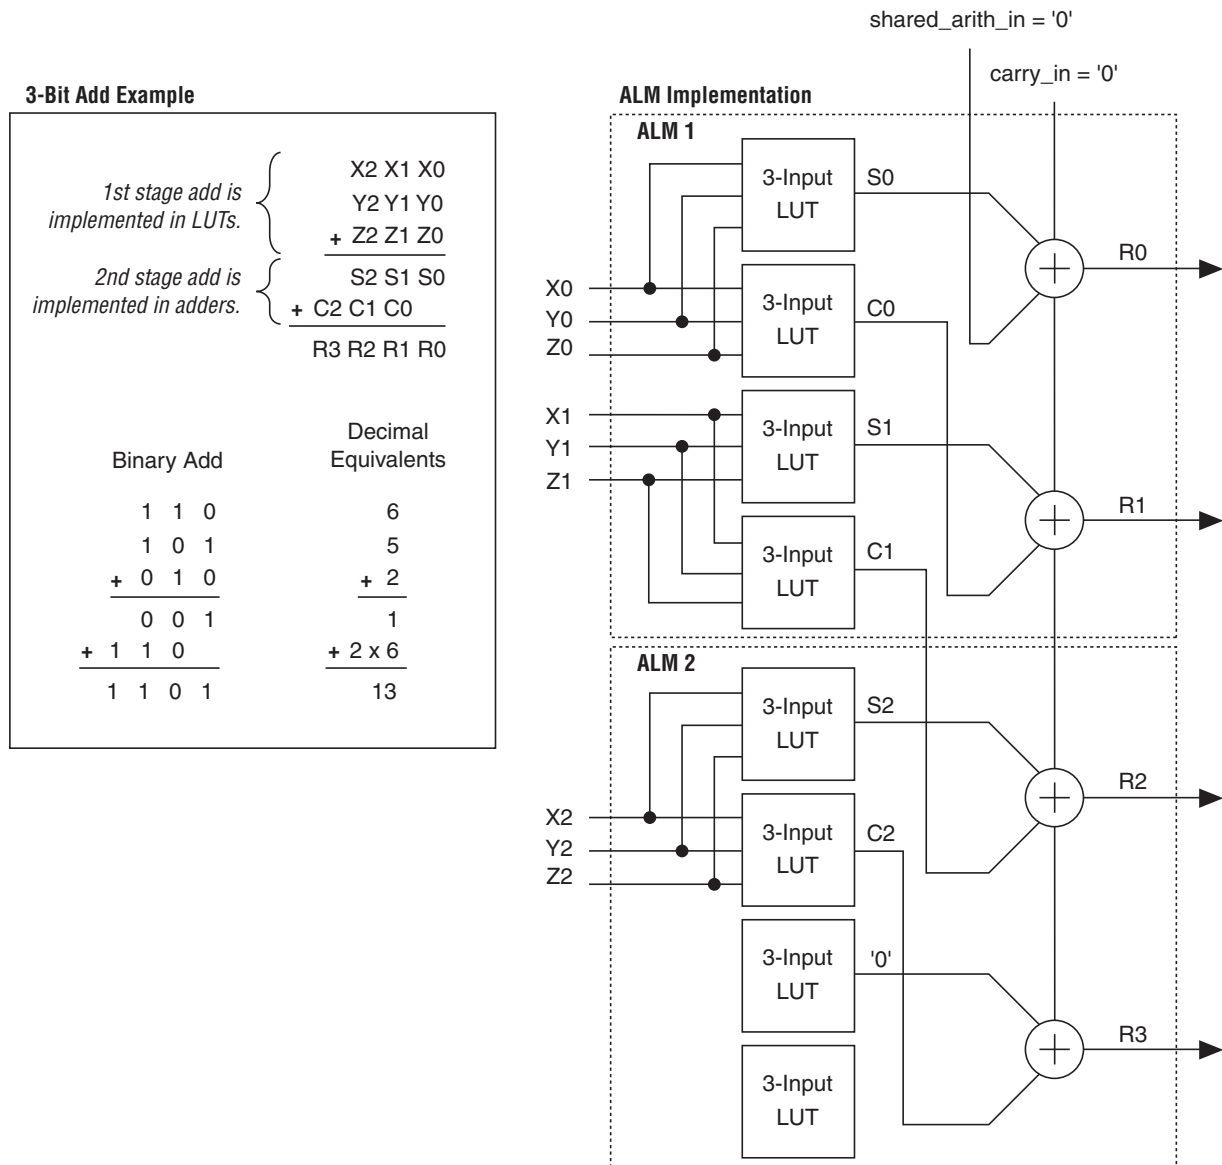 shared_arith_in = '0'
carry_in = '0'
3-Bit Add Example
1st stage add is
implemented in LUTs.
X2 X1 X0
Y2 Y1 Y0
+ Z2 Z1 Z0
2nd stage add is
implemented in adders.
S2 S1 S0
+ C2 C1 C0
R3 R2 R1 R0
Binary Add
1 1 0
1 0 1
+ 0 1 0
0 0 1
+ 1 1 0
1 1 0 1
Decimal
Equivalents
6
5
+ 2
1
+ 2 x 6
13
ALM Implementation
ALM 1
3-Input
LUT
S0
R0
X0
Y0
Z0
3-Input
LUT
C0
X1
Y1
Z1
3-Input
LUT
S1
R1
3-Input
LUT
C1
ALM 2
3-Input
LUT
S2
R2
X2
Y2
Z2
3-Input
LUT
C2
3-Input
LUT
'0'
R3
3-Input
LUT